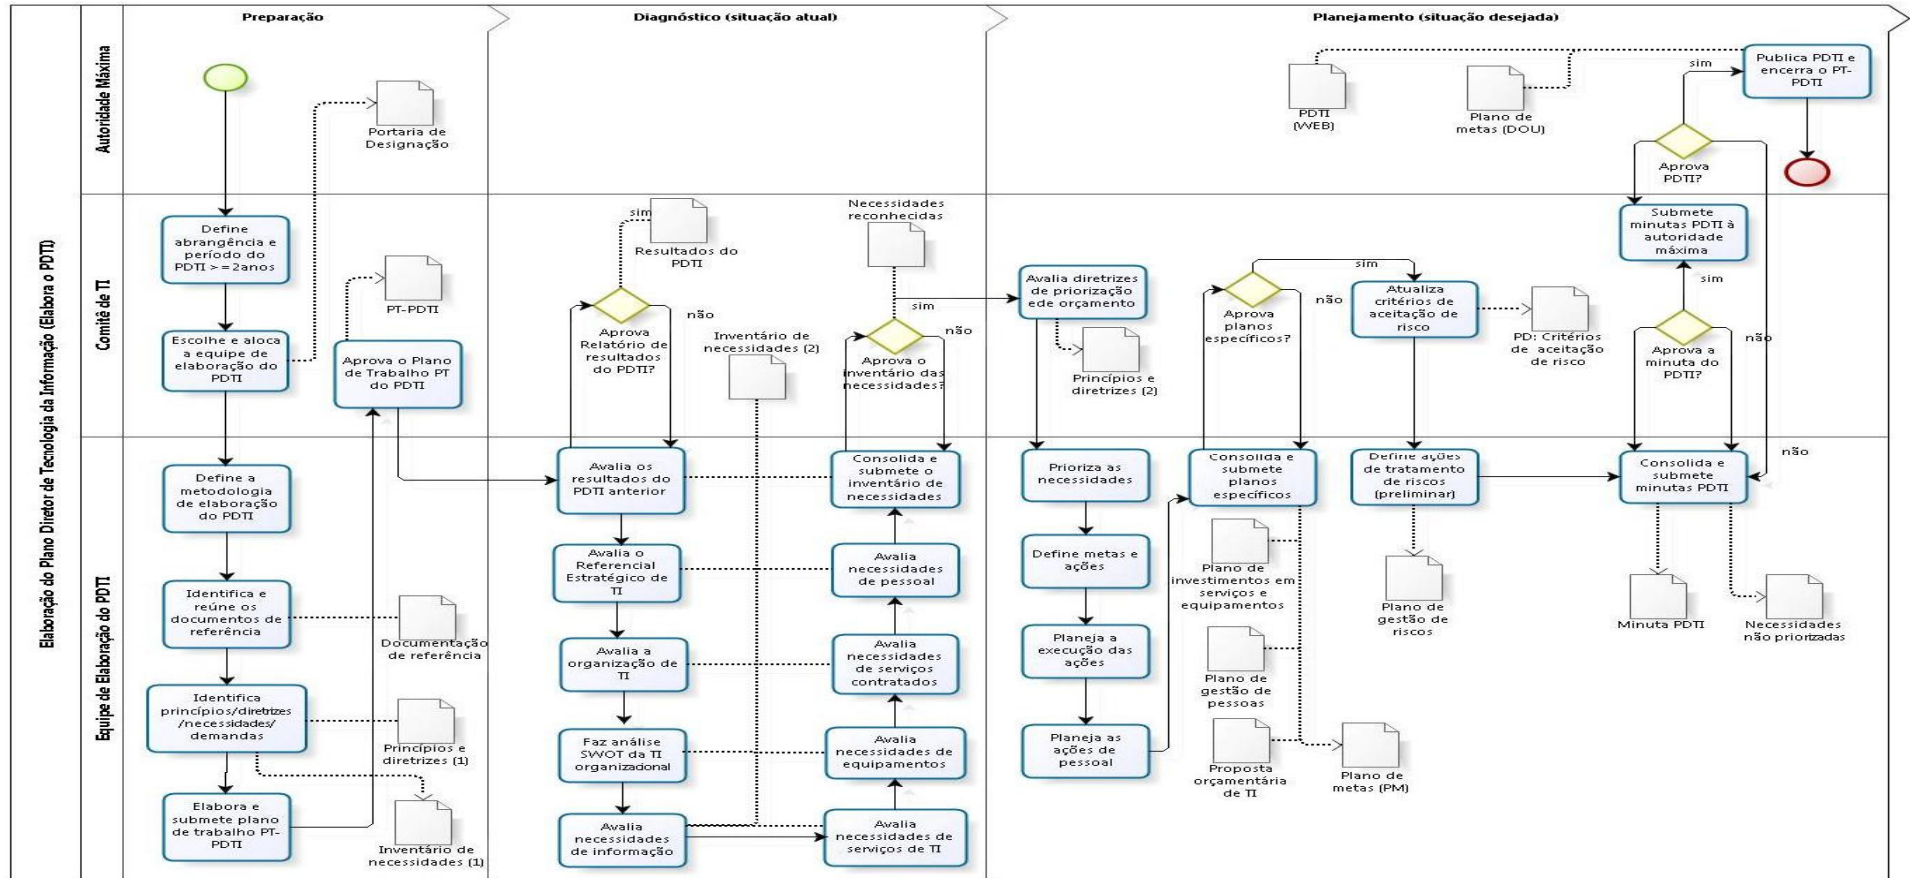 Preparação
Diagnóstico (situação atual)
Planejamento (situação desejada)
Elaboração do Plano Diretor de Tecnologia da Informação (Elabora o PDTI)
Autoridade Máxima
Comitê de TI
Equipe de Elaboração do PDTI
Portaria de
Designação
Define
abrangência e
período do
PDTI >=2anos
PT-PDTI
Escolhe e aloca
a equipe de
elaboração do
PDTI
Aprova o Plano
de Trabalho PT
do PDTI
Define a
metodologia
de elaboração
do PDTI
Identifica e
reúne os
documentos de
referência
Documentação
de referência
Identifica
princípios/diretrizes
/necessidades/
demandas
Princípios e
diretrizes (1)
Elabora e
submete plano
de trabalho PT-
PDTI
Inventário de
necessidades (1)
sim
Resultados do
PDTI
Aprova
Relatório de
resultados
do PDTI?
não
Inventário de
necessidades (2)
Necessidades
reconhecidas
sim
não
Aprova o
inventário das
necessidades?
Avalia os
resultados do
PDTI anterior
Avalia o
Referencial
Estratégico de
TI
Avalia a
organização de
TI
Faz análise
SWOT da TI
organizacional
Avalia
necessidades
de informação
Consolida e
submete o
inventário de
necessidades
Avalia
necessidades
de pessoal
Avalia
necessidades
de serviços
contratados
Avalia
necessidades de
equipamentos
Avalia
necessidades de
serviços de TI
PDTI
(WEB)
Plano de
metas (DOU)
sim
Publica PDTI e
encerra o PT-
PDTI
Aprova
PDTI?
Submete
minutas PDTI à
autoridade
máxima
sim
Aprova a
minuta do
PDTI?
não
não
Avalia diretrizes
de priorização
ede orçamento
Princípios e
diretrizes (2)
Aprova
planos
específicos?
sim
não
Atualiza
critérios de
aceitação de
risco
PD: Critérios
de aceitação
de risco
Prioriza as
necessidades
Define metas e
ações
Planeja a
execução das
ações
Planeja as
ações de
pessoal
Consolida e
submete
planos
específicos
Plano de
investimentos em
serviços e
equipamentos
Plano de
gestão de
pessoas
Proposta
orçamentária
de TI
Plano de
metas (PM)
Define ações
de tratamento
de riscos
(preliminar)
Plano de
gestão de
riscos
Consolida e
submete
minutas PDTI
Minuta PDTI
Necessidades
não priorizadas